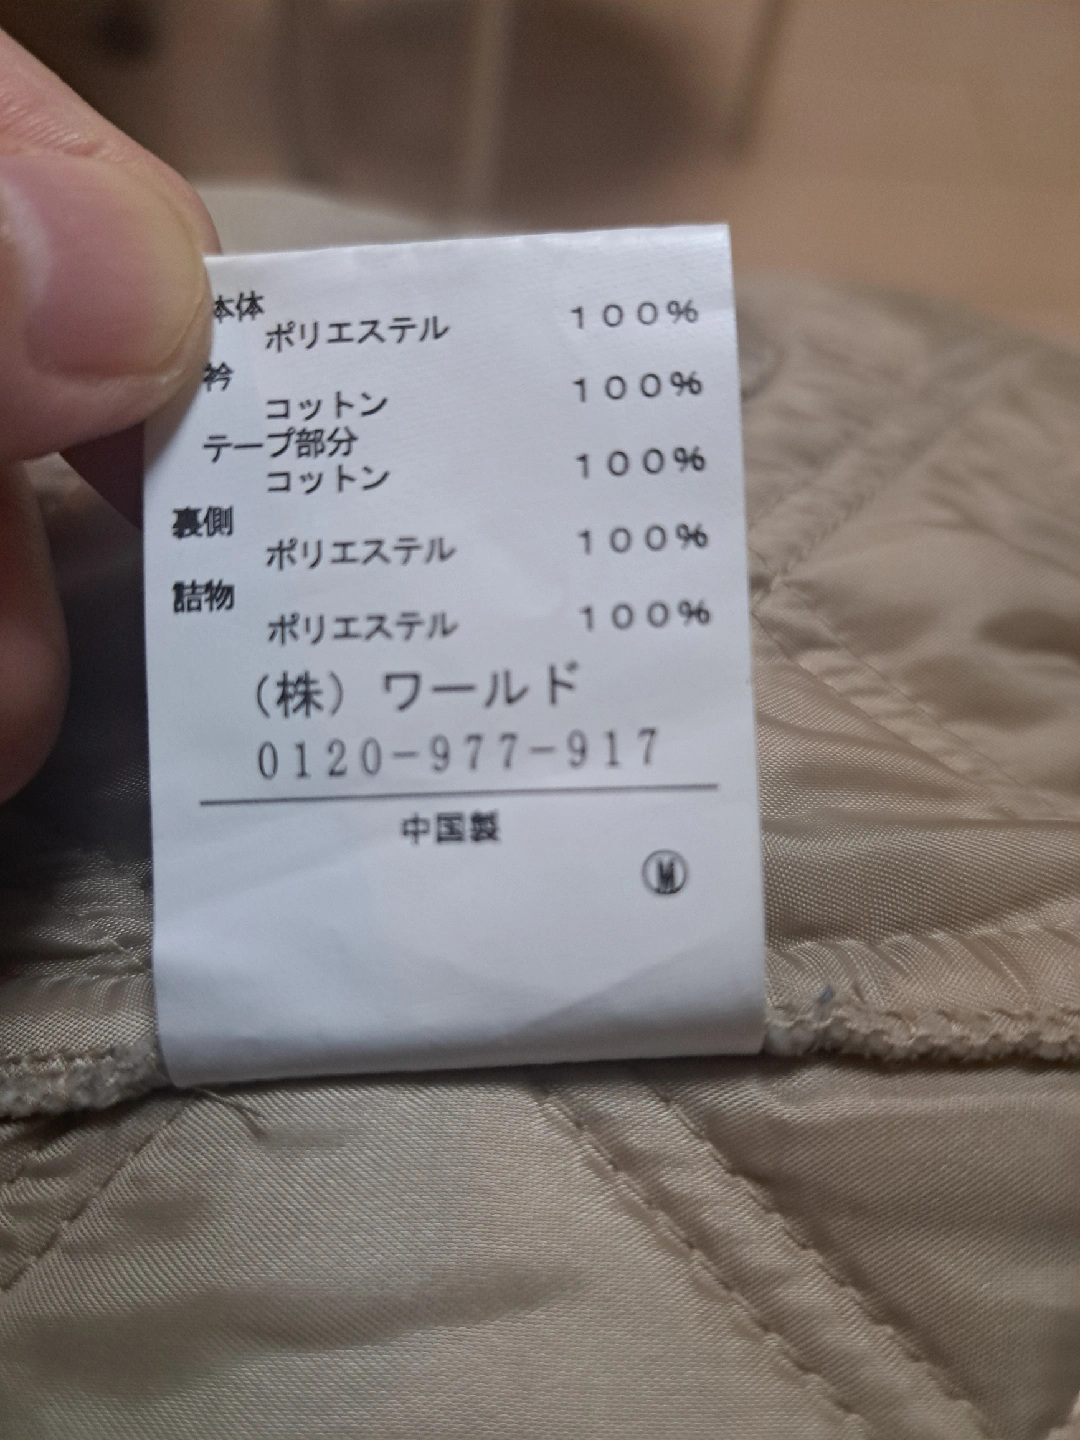 本体
ポリエステル 100%
衿
コットン 100%
テープ部分
コットン 100%
裏側
ポリエステル 100%
詰物
ポリエステル 100%
(株)ワールド
0120-977-917
中国製
Ⓜ